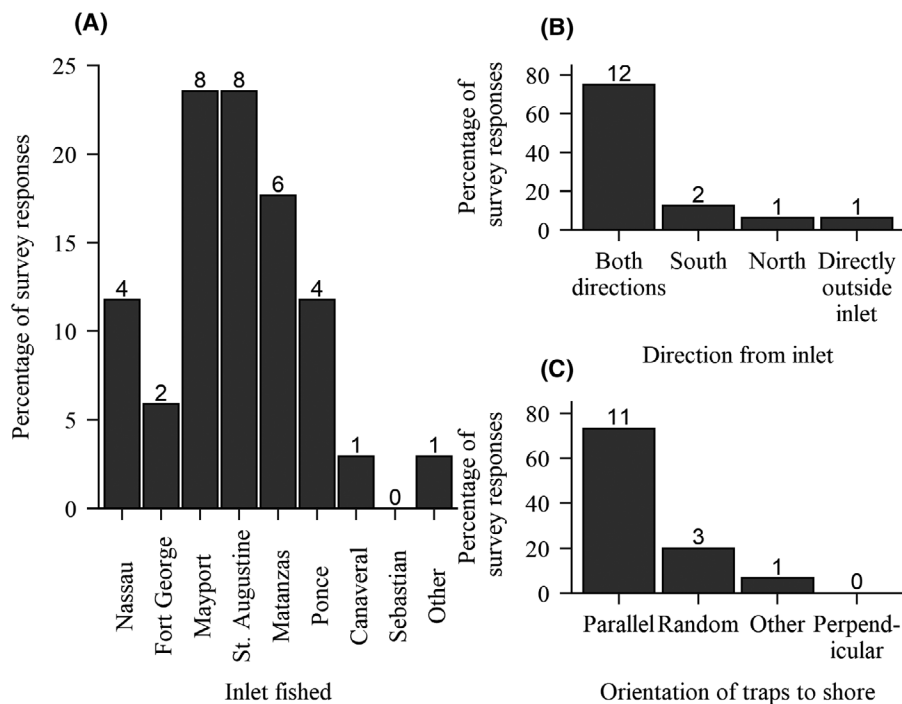 (A)
Percentage of survey responses
25
20
15
10
5
0
4
2
8
8
6
4
1
0
1
Nassau
Fort George
Mayport
St. Augustine
Matanzas
Ponce
Canaveral
Sebastian
Other
Inlet fished
(B)
Percentage of
survey responses
80
60
40
20
0
12
2
1
1
Both
directions
South
North
Directly
outside
inlet
Direction from inlet
(C)
Percentage of
survey responses
80
60
40
20
0
11
3
1
0
Parallel
Random
Other
Perpend-
icular
Orientation of traps to shore